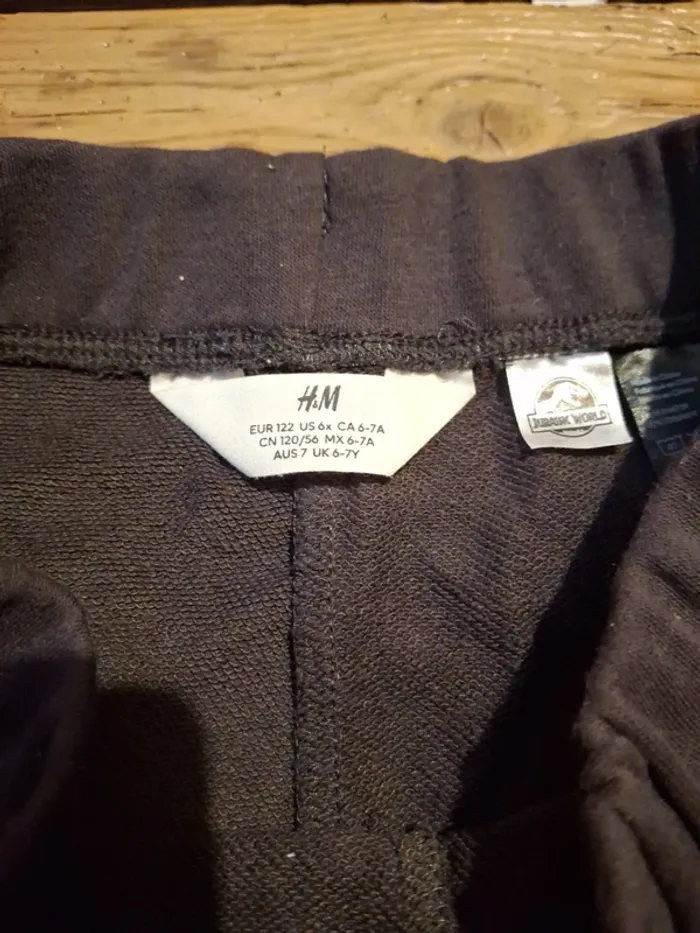 H&M
EUR 122 US 6x CA 6-7A
CN 120/56 MX 6-7A
AUS 7 UK 6-7Y
JURASSIC WORLD